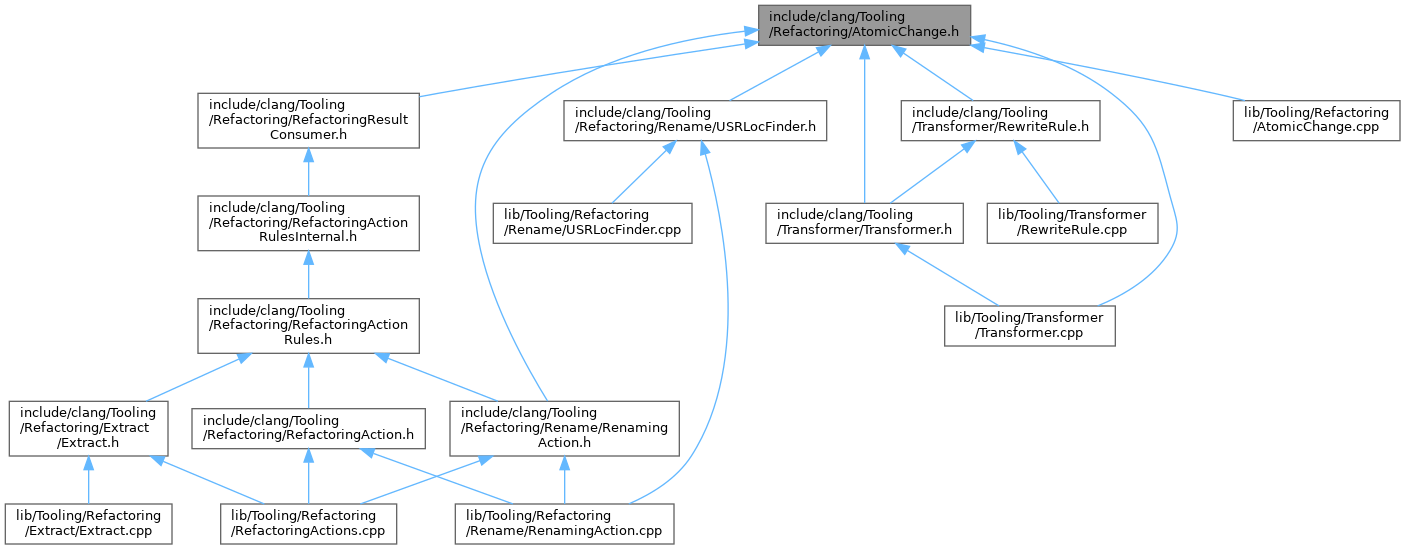 include/clang/Tooling
/Refactoring/AtomicChange.h
include/clang/Tooling
/Refactoring/RefactoringResult
Consumer.h
include/clang/Tooling
/Refactoring/Rename/USRLocFinder.h
include/clang/Tooling
/Transformer/RewriteRule.h
lib/Tooling/Refactoring
/AtomicChange.cpp
include/clang/Tooling
/Refactoring/RefactoringAction
RulesInternal.h
lib/Tooling/Refactoring
/Rename/USRLocFinder.cpp
include/clang/Tooling
/Transformer/Transformer.h
lib/Tooling/Transformer
/RewriteRule.cpp
include/clang/Tooling
/Refactoring/RefactoringAction
Rules.h
lib/Tooling/Transformer
/Transformer.cpp
include/clang/Tooling
/Refactoring/Extract
/Extract.h
include/clang/Tooling
/Refactoring/RefactoringAction.h
include/clang/Tooling
/Refactoring/Rename/Renaming
Action.h
lib/Tooling/Refactoring
/Extract/Extract.cpp
lib/Tooling/Refactoring
/RefactoringActions.cpp
lib/Tooling/Refactoring
/Rename/RenamingAction.cpp